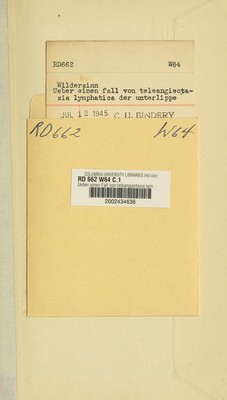 RD662 W64
Wildersinn
Ueber einen fall von teleangiecta-
sia lymphatica der unterlippe
JUL 12 1945 C. U. BINDERY
RD662 W64
COLUMBIA UNIVERSITY LIBRARIES
RD 662 W64 C.1
Ueber einen Fall von teleangiectasia lym
2002434636